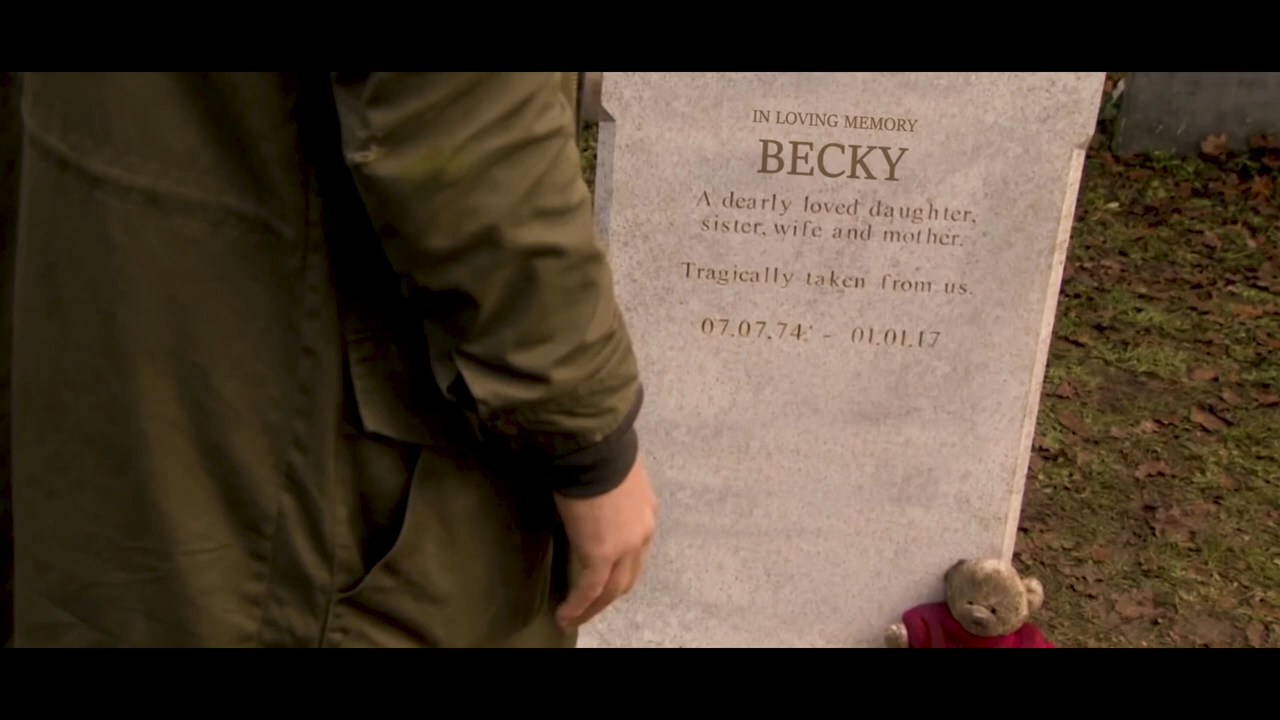 IN LOVING MEMORY
BECKY
A dearly loved daughter,
sister, wife and mother.
Tragically taken from us.
07.07.74 - 01.01.17